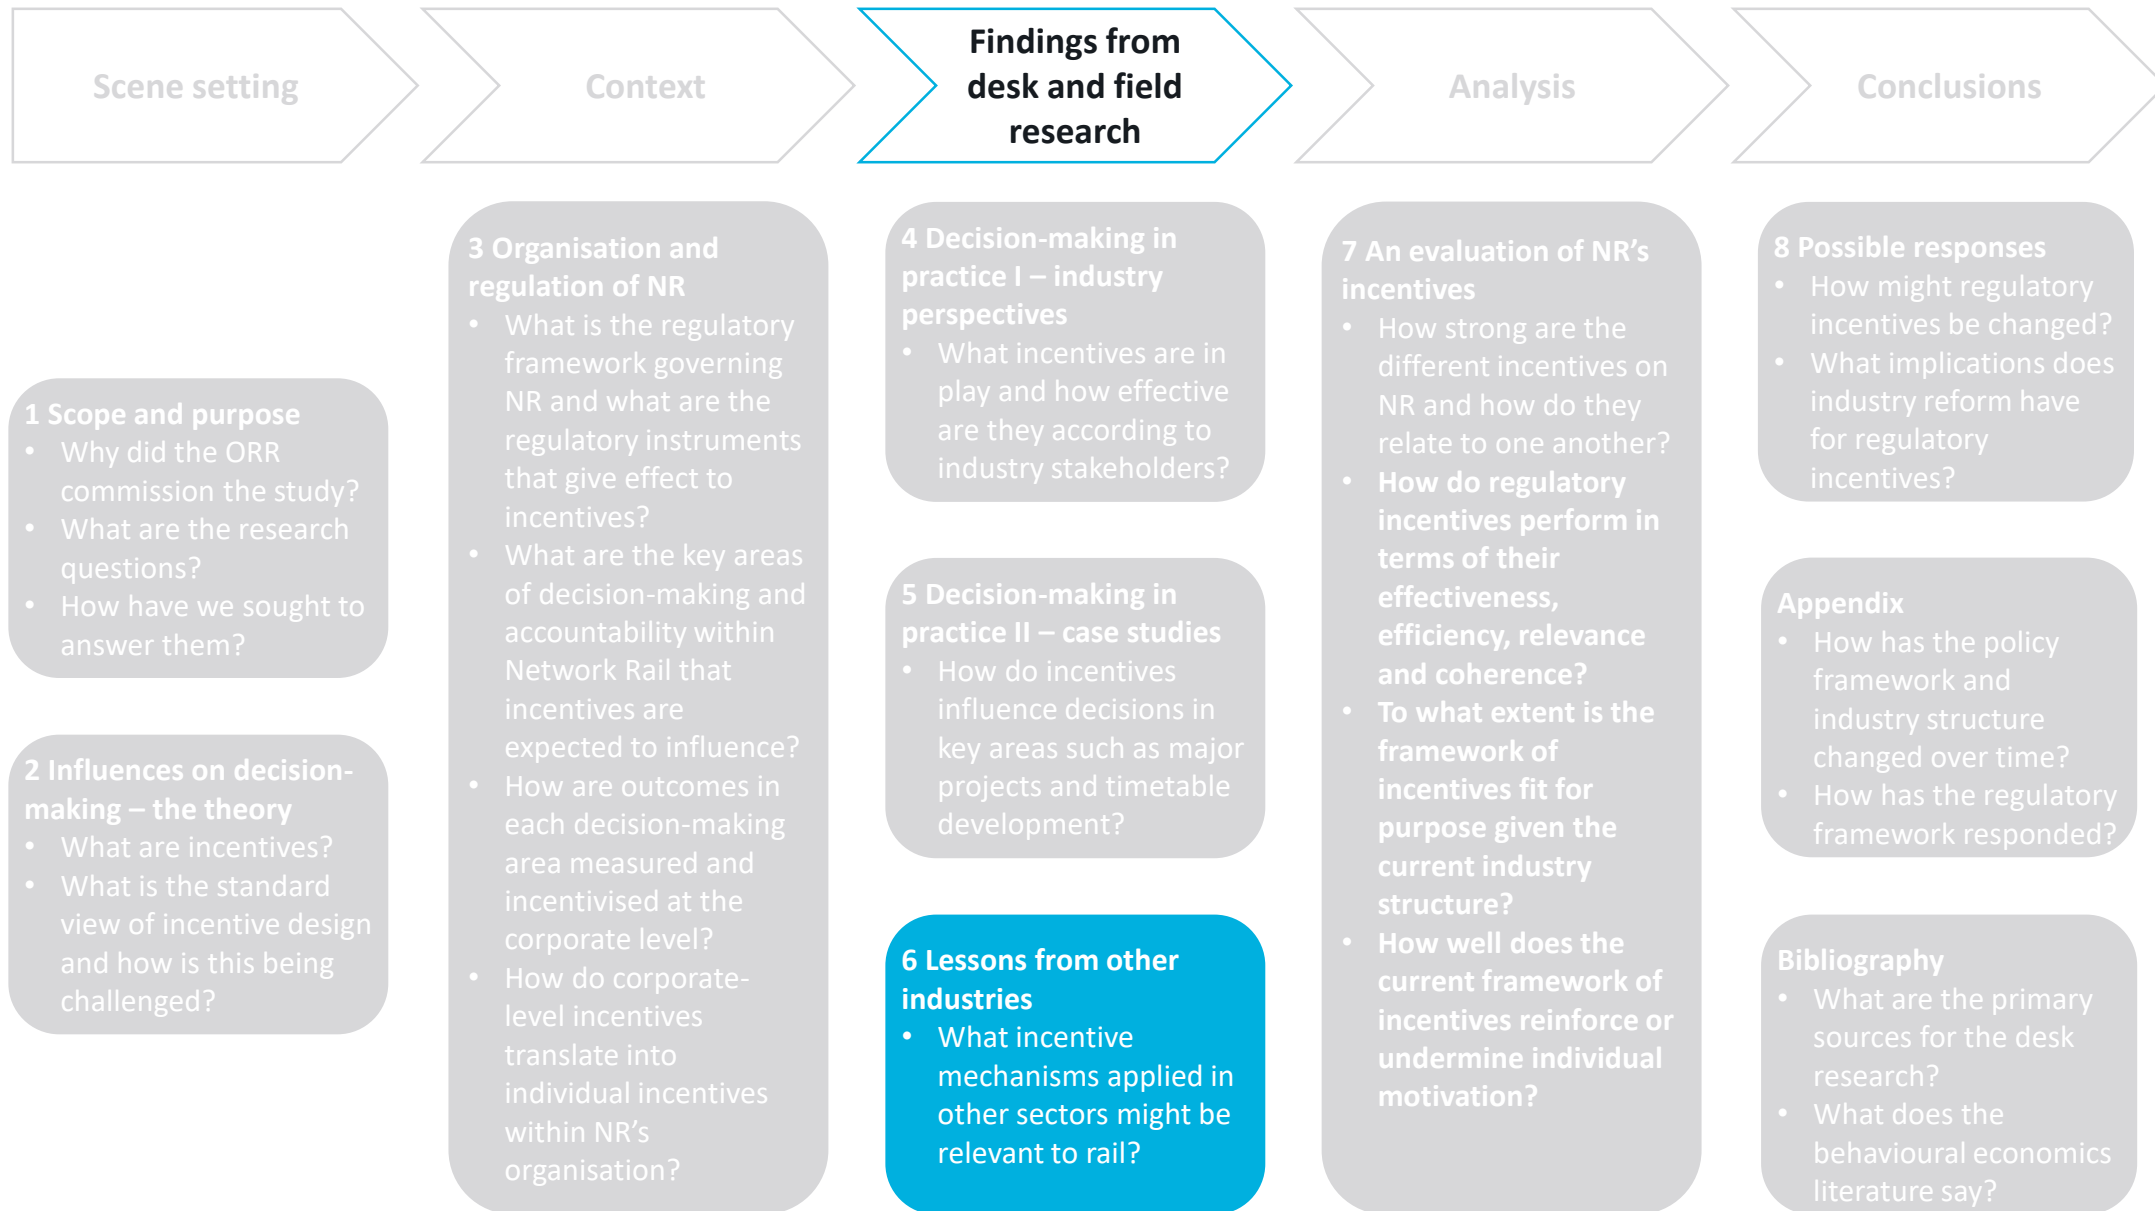 Scene setting
Context
Findings from
desk and field
research
Analysis
Conclusions
1 Scope and purpose
• Why did the ORR
commission the study?
• What are the research
questions?
• How have we sought to
answer them?
2 Influences on decision-
making – the theory
• What are incentives?
• What is the standard
view of incentive design
and how is this being
challenged?
3 Organisation and
regulation of NR
• What is the regulatory
framework governing
NR and what are the
regulatory instruments
that give effect to
incentives?
• What are the key areas
of decision-making and
accountability within
Network Rail that
incentives are
expected to influence?
• How are outcomes in
each decision-making
area measured and
incentivised at the
corporate level?
• How do corporate-
level incentives
translate into
individual incentives
within NR's
organisation?
4 Decision-making in
practice I – industry
perspectives
• What incentives are in
play and how effective
are they according to
industry stakeholders?
5 Decision-making in
practice II – case studies
• How do incentives
influence decisions in
key areas such as major
projects and timetable
development?
6 Lessons from other
industries
• What incentive
mechanisms applied in
other sectors might be
relevant to rail?
7 An evaluation of NR's
incentives
• How strong are the
different incentives on
NR and how do they
relate to one another?
• How do regulatory
incentives perform in
terms of their
effectiveness,
efficiency, relevance
and coherence?
• To what extent is the
framework of
incentives fit for
purpose given the
current industry
structure?
• How well does the
current framework of
incentives reinforce or
undermine individual
motivation?
8 Possible responses
• How might regulatory
incentives be changed?
• What implications does
industry reform have
for regulatory
incentives?
Appendix
• How has the policy
framework and
industry structure
changed over time?
• How has the regulatory
framework responded?
Bibliography
• What are the primary
sources for the desk
research?
• What does the
behavioural economics
literature say?